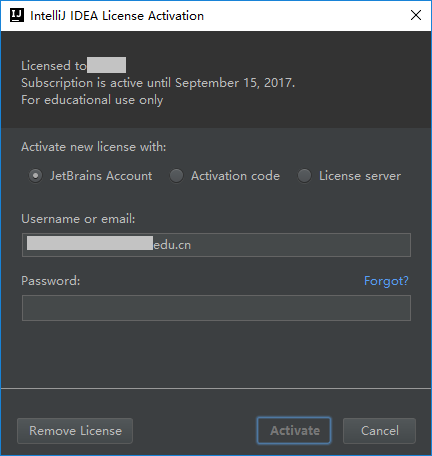 IJ IntelliJ IDEA License Activation
Licensed to
Subscription is active until September 15, 2017.
For educational use only
Activate new license with:
JetBrains Account Activation code License server
Username or email:
edu.cn
Password: Forgot?
Remove License Activate Cancel